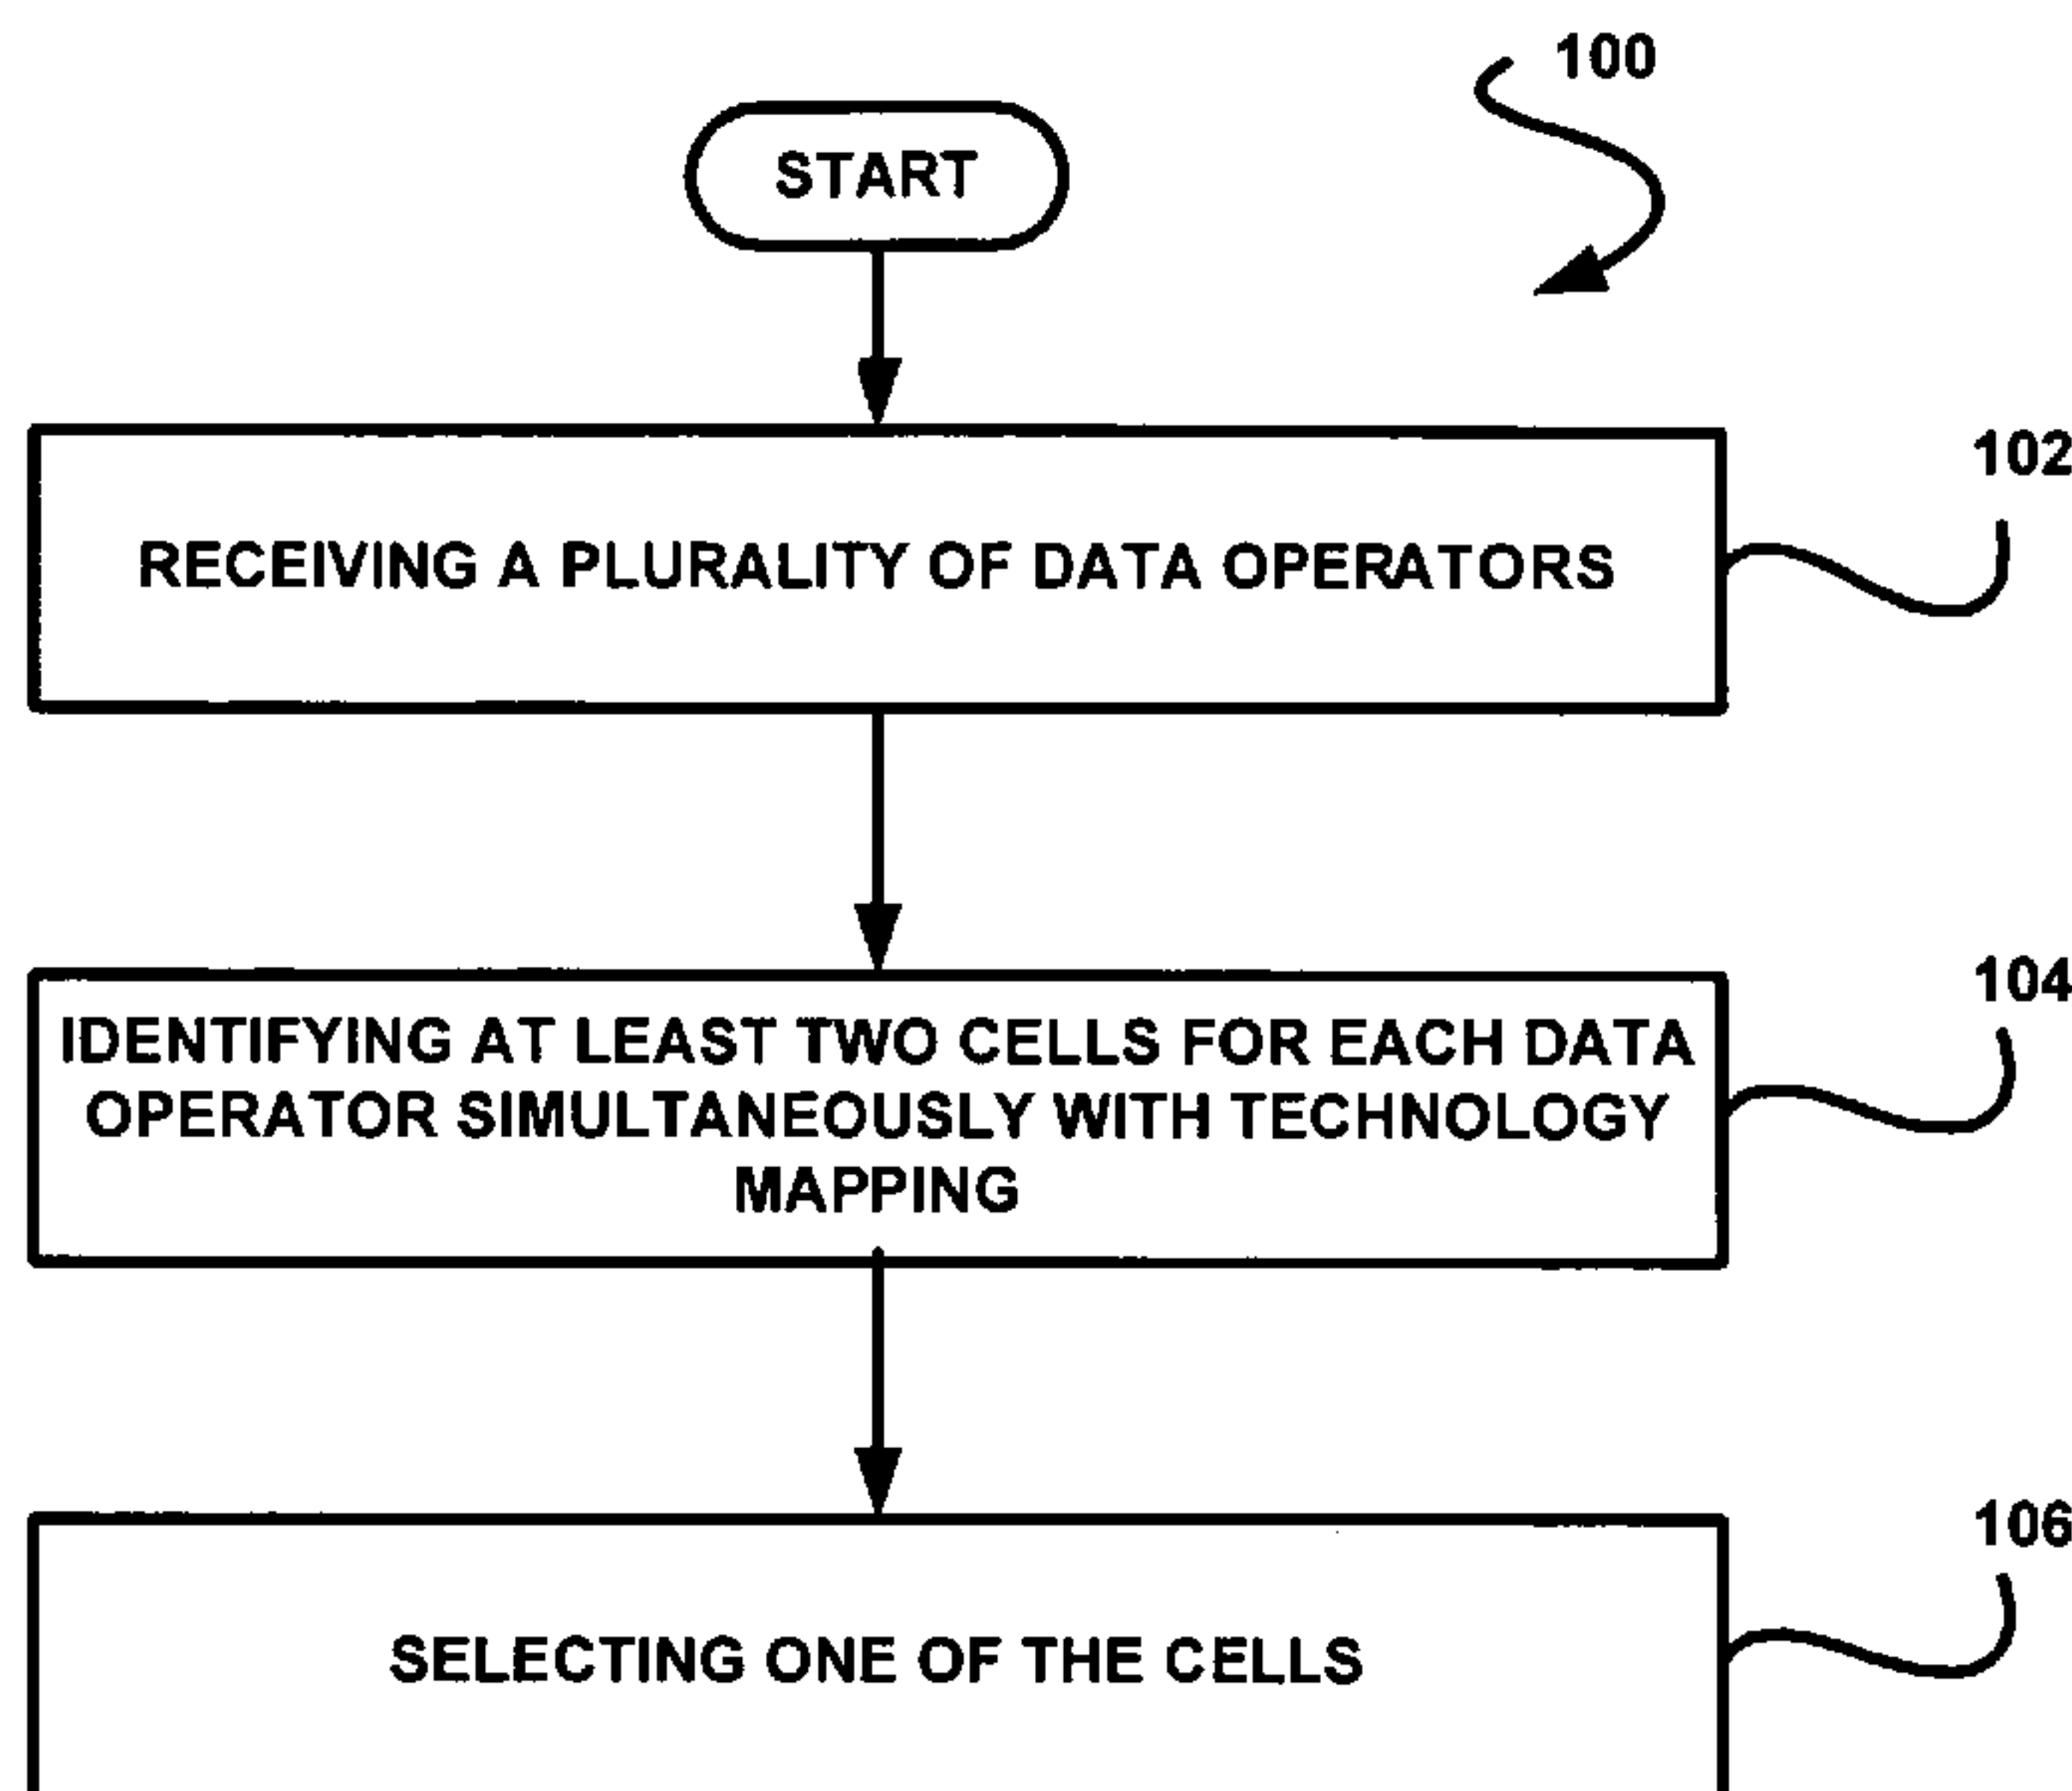 100
START
102
RECEIVING A PLURALITY OF DATA OPERATORS
104
IDENTIFYING AT LEAST TWO CELLS FOR EACH DATA
OPERATOR SIMULTANEOUSLY WITH TECHNOLOGY
MAPPING
106
SELECTING ONE OF THE CELLS